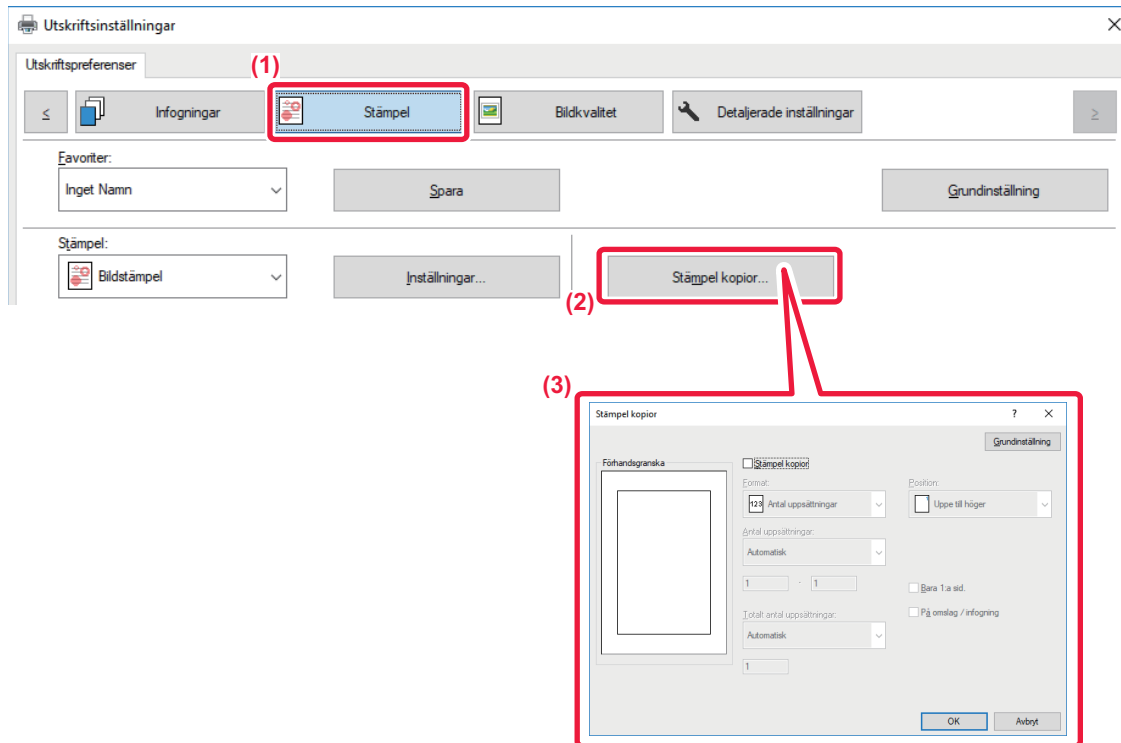 Utskriftsinställningar
Utskriftspreferenser
(1)
≤ Infogningar Stämpel Bildkvalitet Detaljerade inställningar ≥
Favoriter:
Inget Namn Spara Grundinställning
Stämpel:
Bildstämpel Inställningar... Stämpel kopior...
(2)
(3)
Stämpel kopior ? ×
Grundinställning
Förhandsgranska Stämpel kopior
Format: Position:
123 Antal uppsättningar 1 Uppe till höger
Antal uppsättningar:
Automatisk
1 - 1 Bara 1:a sid.
Totalt antal uppsättningar: På omslag / infogning
Automatisk
1
OK Avbryt